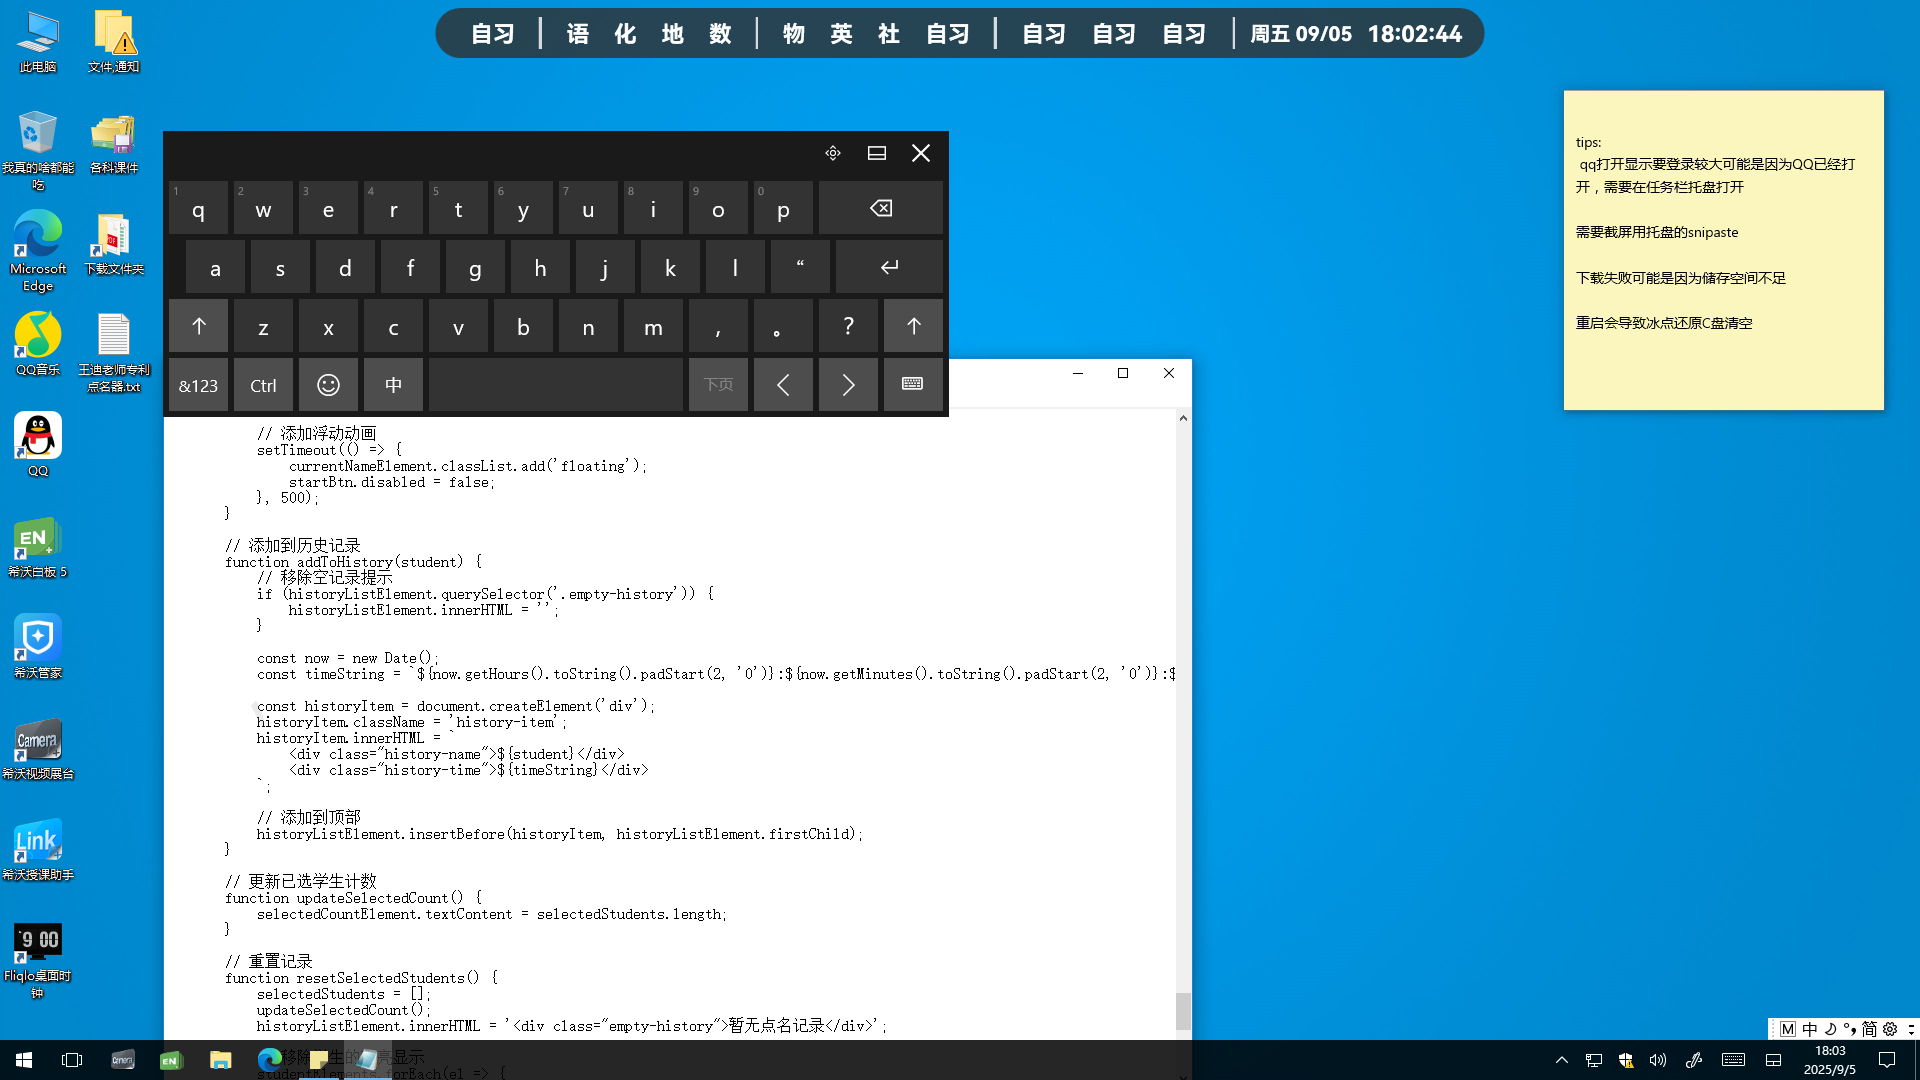 自习 | 语 化 地 数 | 物 英 社 自习 | 自习 自习 自习 | 周五 09/05 18:02:44
此电脑
文件,通知
我真的啥都能吃
各科课件
Microsoft Edge
下载文件夹
QQ音乐
王迪老师专利点名器.txt
QQ
EN
希沃白板 5
希沃管家
Camera
希沃视频展台
Link
希沃授课助手
9 00
Fliqlo桌面时钟
tips:
qq打开显示要登录较大可能是因为QQ已经打
开，需要在任务栏托盘打开
需要截屏用托盘的snipaste
下载失败可能是因为储存空间不足
重启会导致冰点还原C盘清空
1 2 3 4 5 6 7 8 9 0
q w e r t y u i o p
a s d f g h j k l “
z x c v b n m , 。 ?
&123 Ctrl 中 下页
// 添加浮动动画
setTimeout(() => {
currentNameElement.classList.add('floating');
startBtn.disabled = false;
}, 500);
}
// 添加到历史记录
function addToHistory(student) {
// 移除空记录提示
if (historyListElement.querySelector('.empty-history')) {
historyListElement.innerHTML = '';
}
const now = new Date();
const timeString = `${now.getHours().toString().padStart(2, '0')}:${now.getMinutes().toString().padStart(2, '0')}:$
const historyItem = document.createElement('div');
historyItem.className = 'history-item';
historyItem.innerHTML = `
<div class="history-name">${student}</div>
<div class="history-time">${timeString}</div>
`;
// 添加到顶部
historyListElement.insertBefore(historyItem, historyListElement.firstChild);
}
// 更新已选学生计数
function updateSelectedCount() {
selectedCountElement.textContent = selectedStudents.length;
}
// 重置记录
function resetSelectedStudents() {
selectedStudents = [];
updateSelectedCount();
historyListElement.innerHTML = '<div class="empty-history">暂无点名记录</div>';
移除学生的 亮显示
studentElements.forEach(el => {
M 中 简
Camera
EN
18:03
2025/9/5